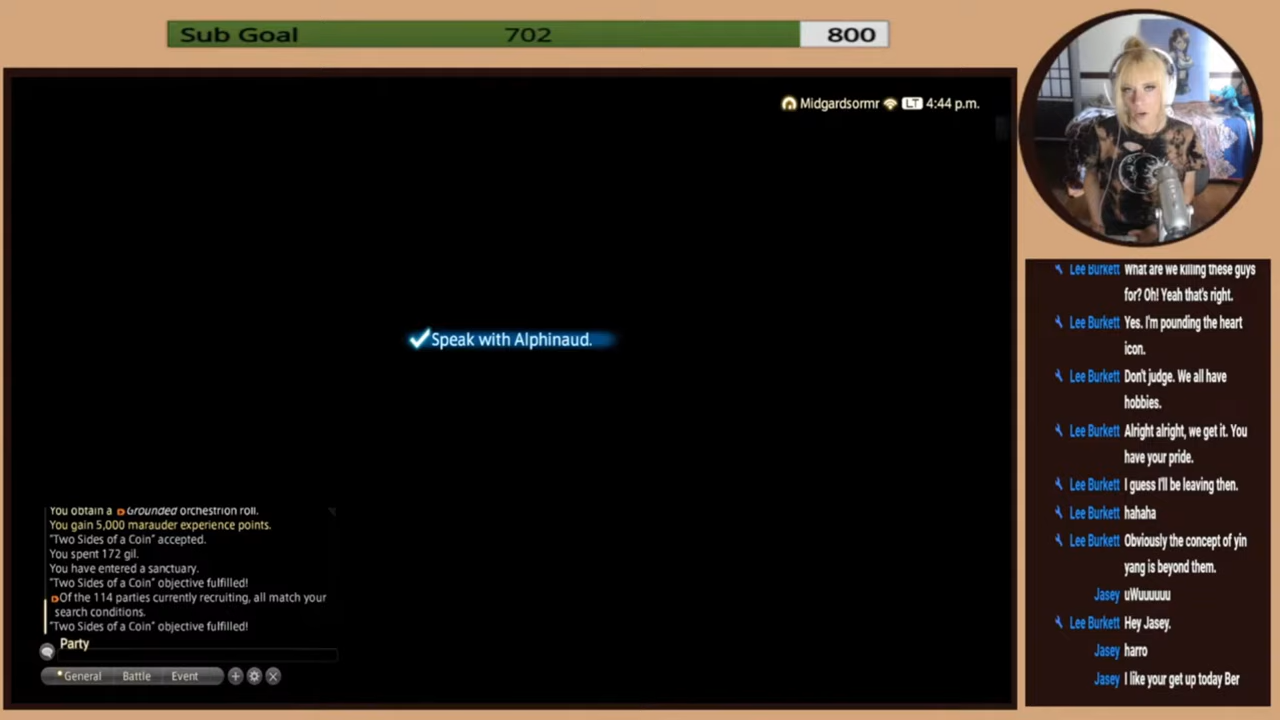 Sub Goal 702 800
Midgardsormr LT 4:44 p.m.
Speak with Alphinaud.
You obtain a Grounded orchestrion roll.
You gain 5,000 marauder experience points.
"Two Sides of a Coin" accepted.
You spent 172 gil.
You have entered a sanctuary.
"Two Sides of a Coin" objective fulfilled!
Of the 114 parties currently recruiting, all match your
search conditions.
"Two Sides of a Coin" objective fulfilled!
Party
General Battle Event
Lee Burkett What are we killing these guys
for? Oh! Yeah that's right.
Lee Burkett Yes. I'm pounding the heart
icon.
Lee Burkett Don't judge. We all have
hobbies.
Lee Burkett Alright alright, we get it. You
have your pride.
Lee Burkett I guess I'll be leaving then.
Lee Burkett hahaha
Lee Burkett Obviously the concept of yin
yang is beyond them.
Jasey uWuuuuu
Lee Burkett Hey Jasey.
Jasey harro
Jasey I like your get up today Ber